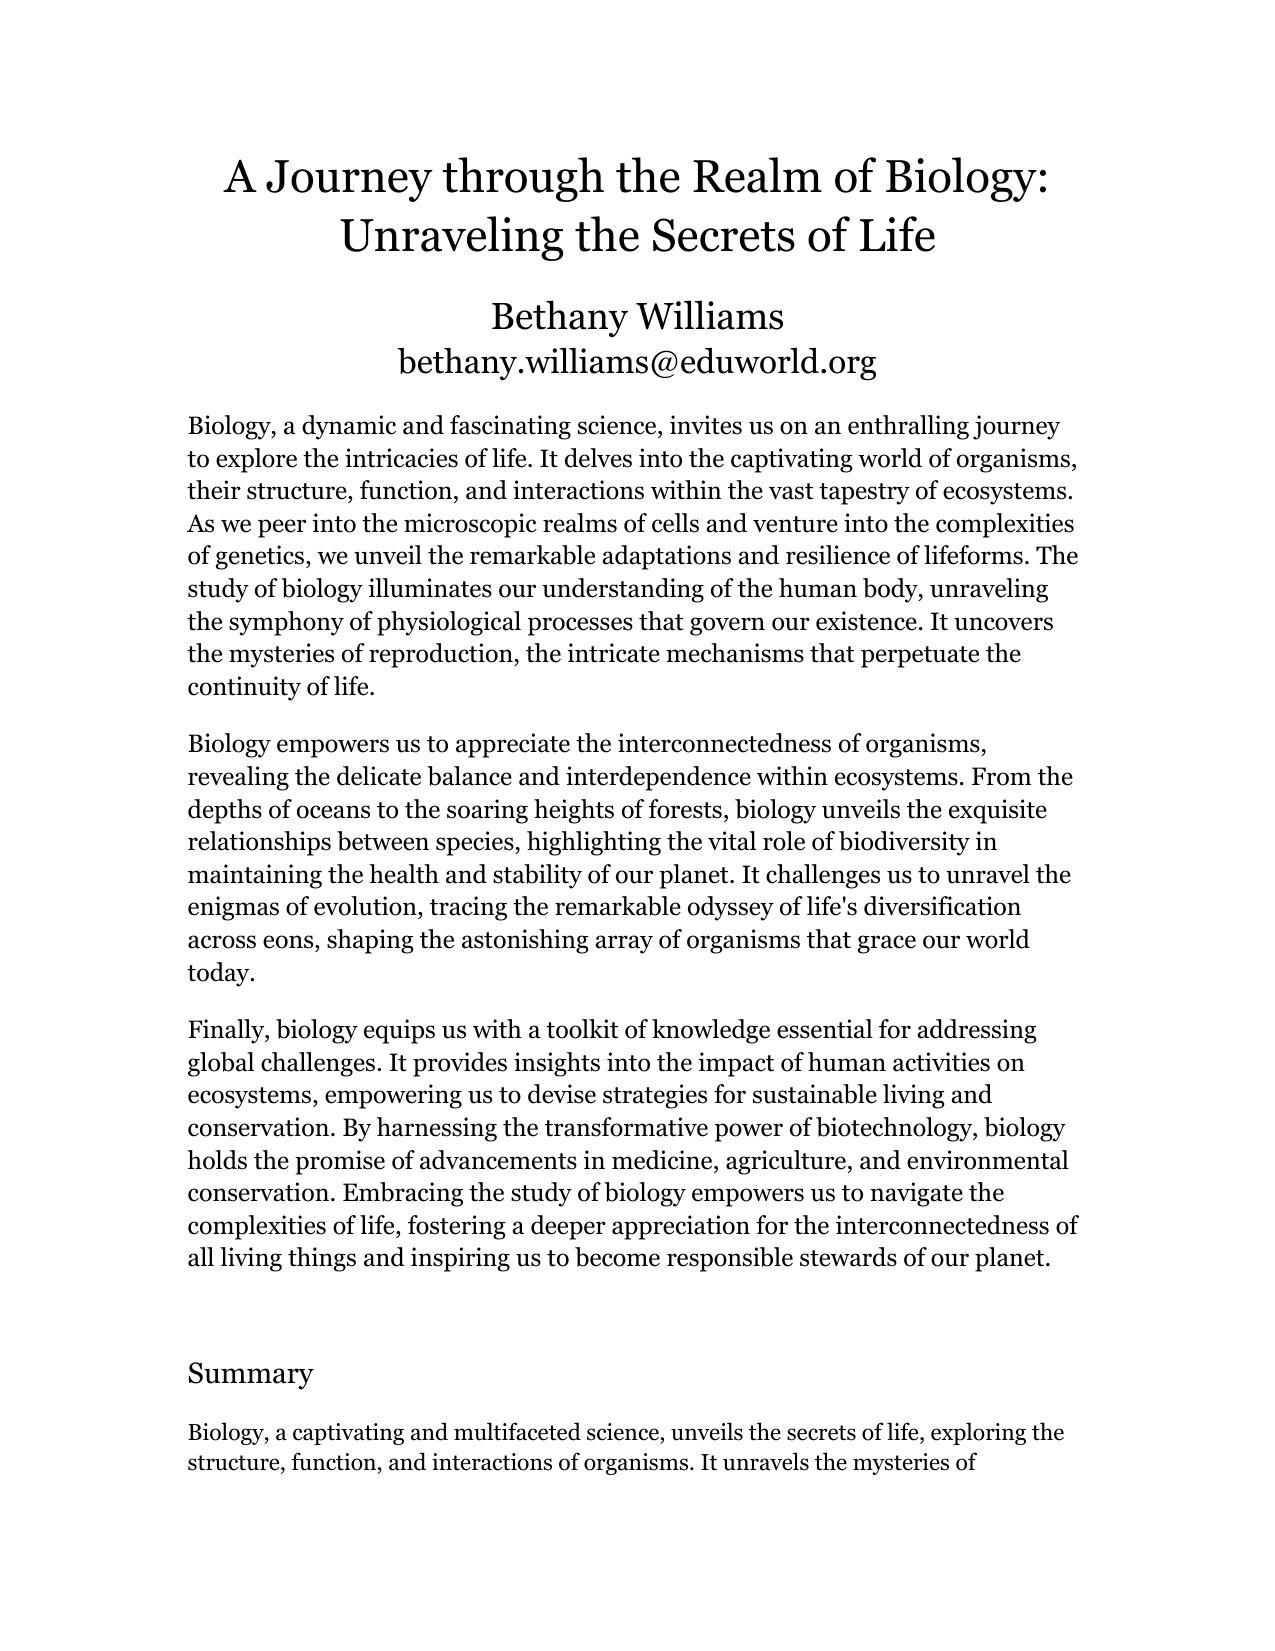 A Journey through the Realm of Biology:
Unraveling the Secrets of Life
Bethany Williams
bethany.williams@eduworld.org
Biology, a dynamic and fascinating science, invites us on an enthralling journey
to explore the intricacies of life. It delves into the captivating world of organisms,
their structure, function, and interactions within the vast tapestry of ecosystems.
As we peer into the microscopic realms of cells and venture into the complexities
of genetics, we unveil the remarkable adaptations and resilience of lifeforms. The
study of biology illuminates our understanding of the human body, unraveling
the symphony of physiological processes that govern our existence. It uncovers
the mysteries of reproduction, the intricate mechanisms that perpetuate the
continuity of life.
Biology empowers us to appreciate the interconnectedness of organisms,
revealing the delicate balance and interdependence within ecosystems. From the
depths of oceans to the soaring heights of forests, biology unveils the exquisite
relationships between species, highlighting the vital role of biodiversity in
maintaining the health and stability of our planet. It challenges us to unravel the
enigmas of evolution, tracing the remarkable odyssey of life's diversification
across eons, shaping the astonishing array of organisms that grace our world
today.
Finally, biology equips us with a toolkit of knowledge essential for addressing
global challenges. It provides insights into the impact of human activities on
ecosystems, empowering us to devise strategies for sustainable living and
conservation. By harnessing the transformative power of biotechnology, biology
holds the promise of advancements in medicine, agriculture, and environmental
conservation. Embracing the study of biology empowers us to navigate the
complexities of life, fostering a deeper appreciation for the interconnectedness of
all living things and inspiring us to become responsible stewards of our planet.
Summary
Biology, a captivating and multifaceted science, unveils the secrets of life, exploring the
structure, function, and interactions of organisms. It unravels the mysteries of